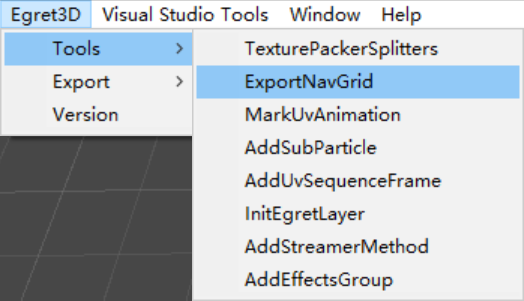 Egret3D Visual Studio Tools Window Help
Tools > TexturePackerSplitters
Export > ExportNavGrid
Version MarkUvAnimation
AddSubParticle
AddUvSequenceFrame
InitEgretLayer
AddStreamerMethod
AddEffectsGroup